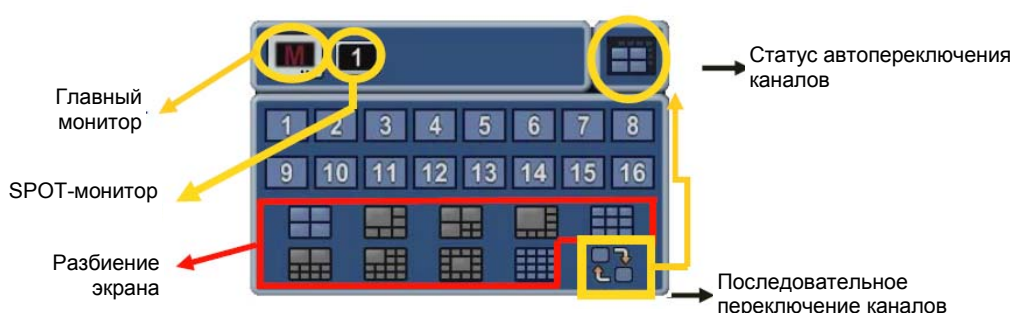 M 1
Статус автопереключения
каналов
Главный
монитор
1 2 3 4 5 6 7 8
SPOT-монитор
9 10 11 12 13 14 15 16
Разбиение
экрана
Последовательное
переключение каналов